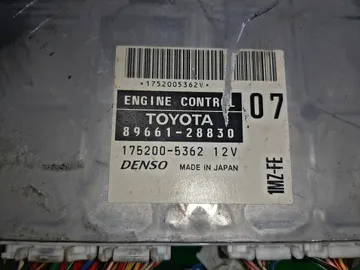 *1752005362V*
ENGINE CONTROL 07
TOYOTA
89661-28830
175200-5362 12V
DENSO MADE IN JAPAN
1MZ-FE